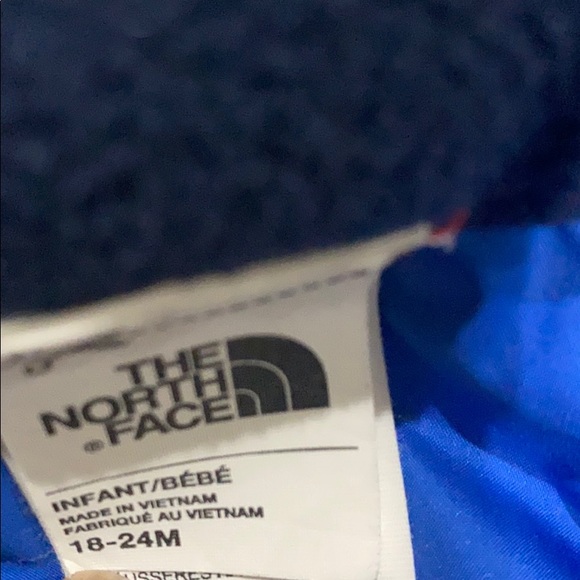 THE
NORTH
FACE
®
INFANT/BÉBÉ
MADE IN VIETNAM
FABRIQUÉ AU VIETNAM
18-24M